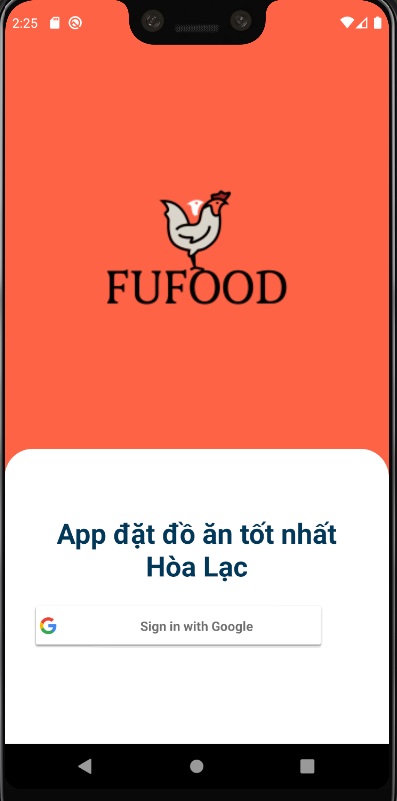 2:25
FUFOOD
App đặt đồ ăn tốt nhất
Hòa Lạc
Sign in with Google